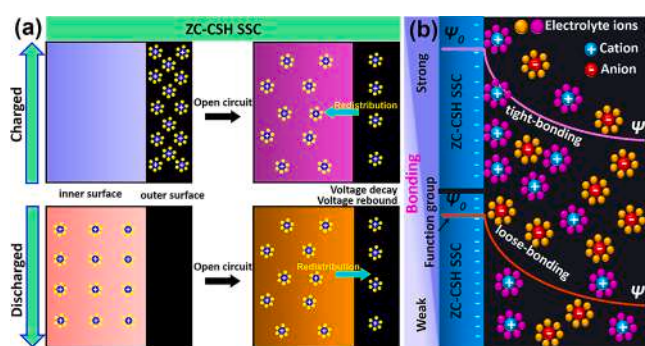 (a)
ZC-CSH SSC
Charged
Open circuit
Redistribution
inner surface
outer surface
Voltage decay
Voltage rebound
Discharged
Open circuit
Redistribution
(b)
Bonding
Strong
Function group
Weak
ZC-CSH SSC
ZC-CSH SSC
Ψ0
Ψ0
Electrolyte ions
Cation
Anion
tight-bonding
Ψ
loose-bonding
Ψ